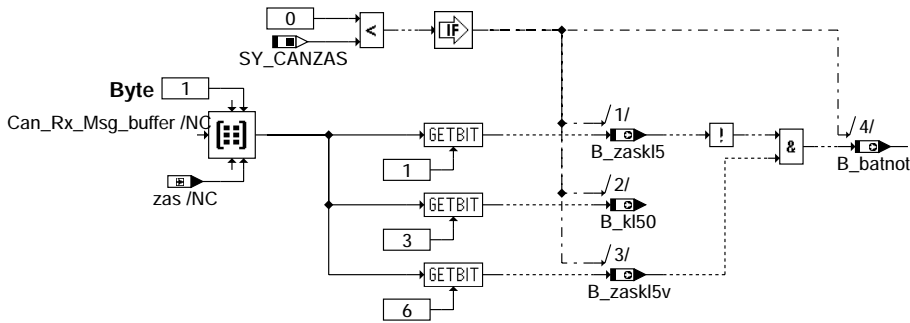 0
<
IF
SY_CANZAS
Byte 1
Can_Rx_Msg_buffer /NC
zas /NC
GETBIT
1
1/
B_zaskl5
!
&
4/
B_batnot
GETBIT
3
2/
B_kl50
GETBIT
6
3/
B_zaskl5v